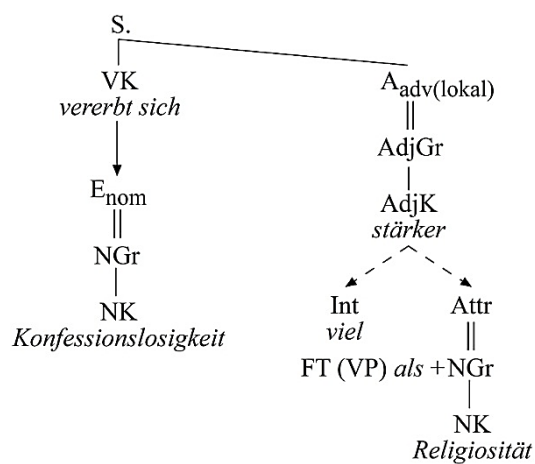 S.
VK
vererbt sich
E_nom
NGr
NK
Konfessionslosigkeit
A_adv(lokal)
AdjGr
AdjK
stärker
Int
viel
Attr
FT (VP) als +NGr
NK
Religiosität